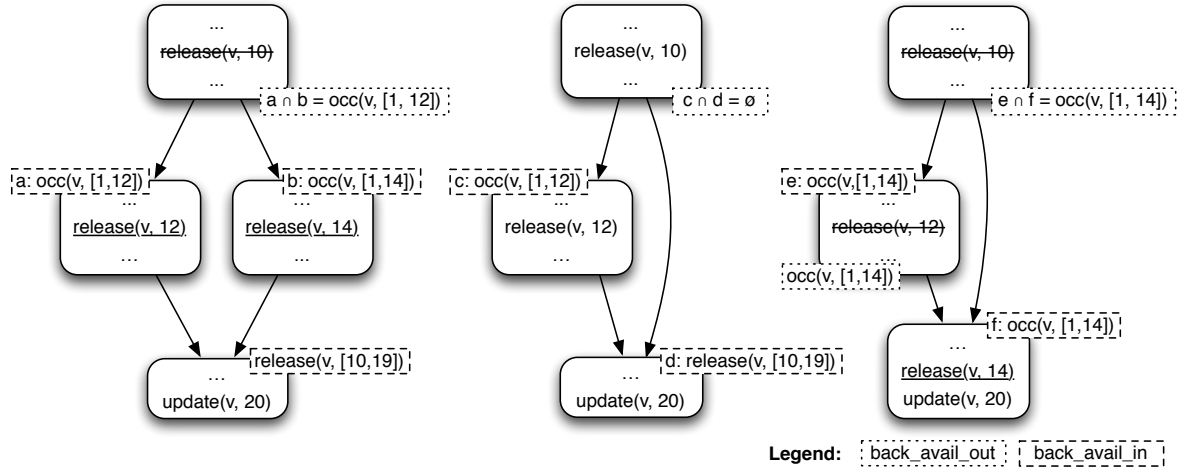 ...
release(v, 10)
...
a ∩ b = occ(v, [1, 12])
a: occ(v, [1,12])
...
release(v, 12)
...
b: occ(v, [1,14])
...
release(v, 14)
...
release(v, [10,19])
...
update(v, 20)
...
release(v, 10)
...
c ∩ d = ø
c: occ(v, [1,12])
...
release(v, 12)
...
d: release(v, [10,19])
...
update(v, 20)
...
release(v, 10)
...
e ∩ f = occ(v, [1, 14])
e: occ(v,[1,14])
...
release(v, 12)
...
occ(v, [1,14])
f: occ(v, [1,14])
...
release(v, 14)
update(v, 20)
Legend: back_avail_out back_avail_in